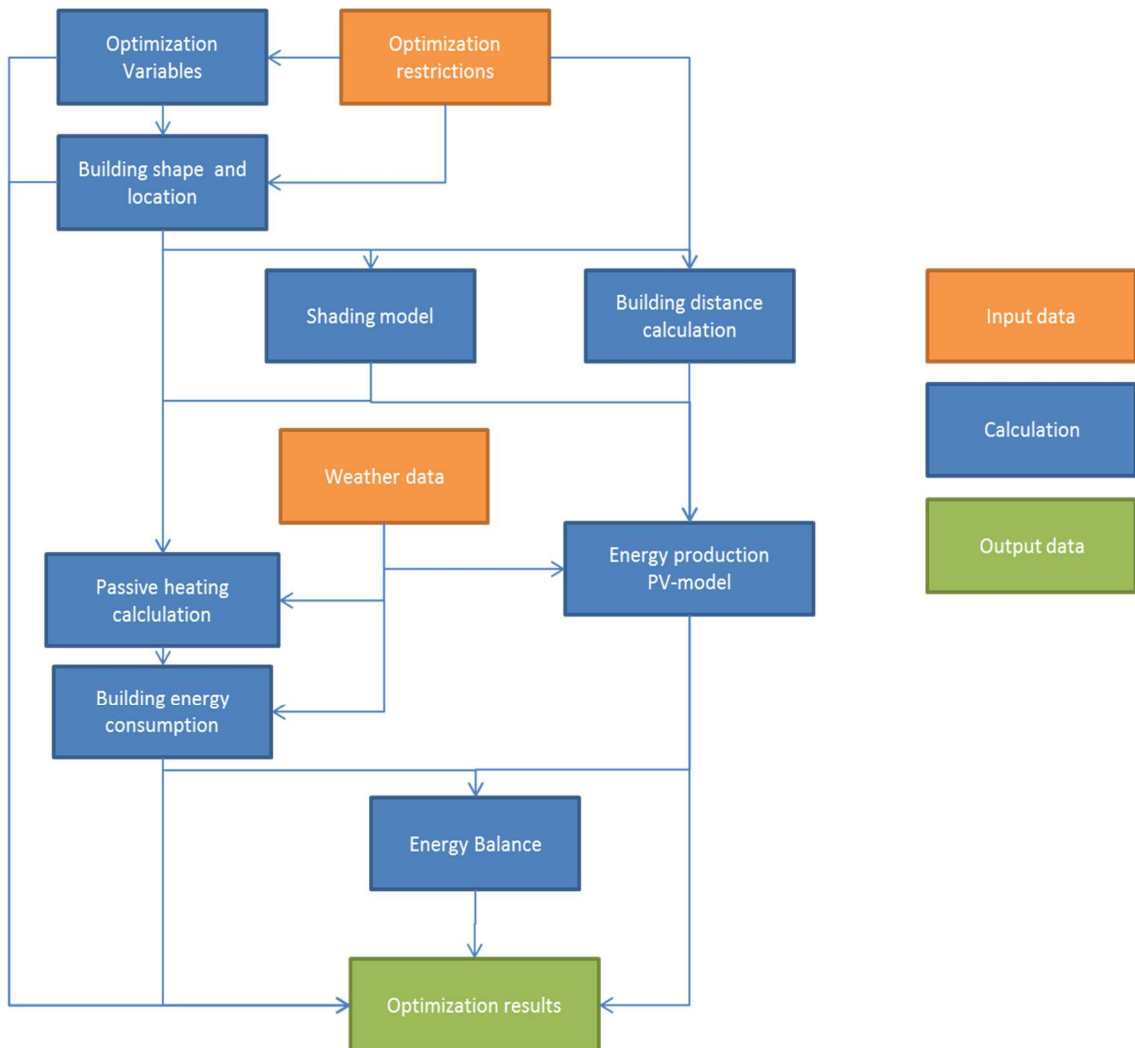 Optimization
Variables
Optimization
restrictions
Building shape and
location
Shading model
Building distance
calculation
Input data
Calculation
Output data
Weather data
Energy production
PV-model
Passive heating
calclulation
Building energy
consumption
Energy Balance
Optimization results